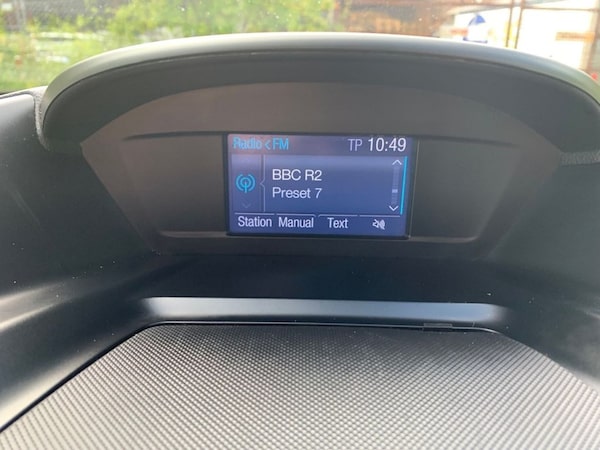 Radio < FM TP 10:49
BBC R2
Preset 7
Station Manual Text